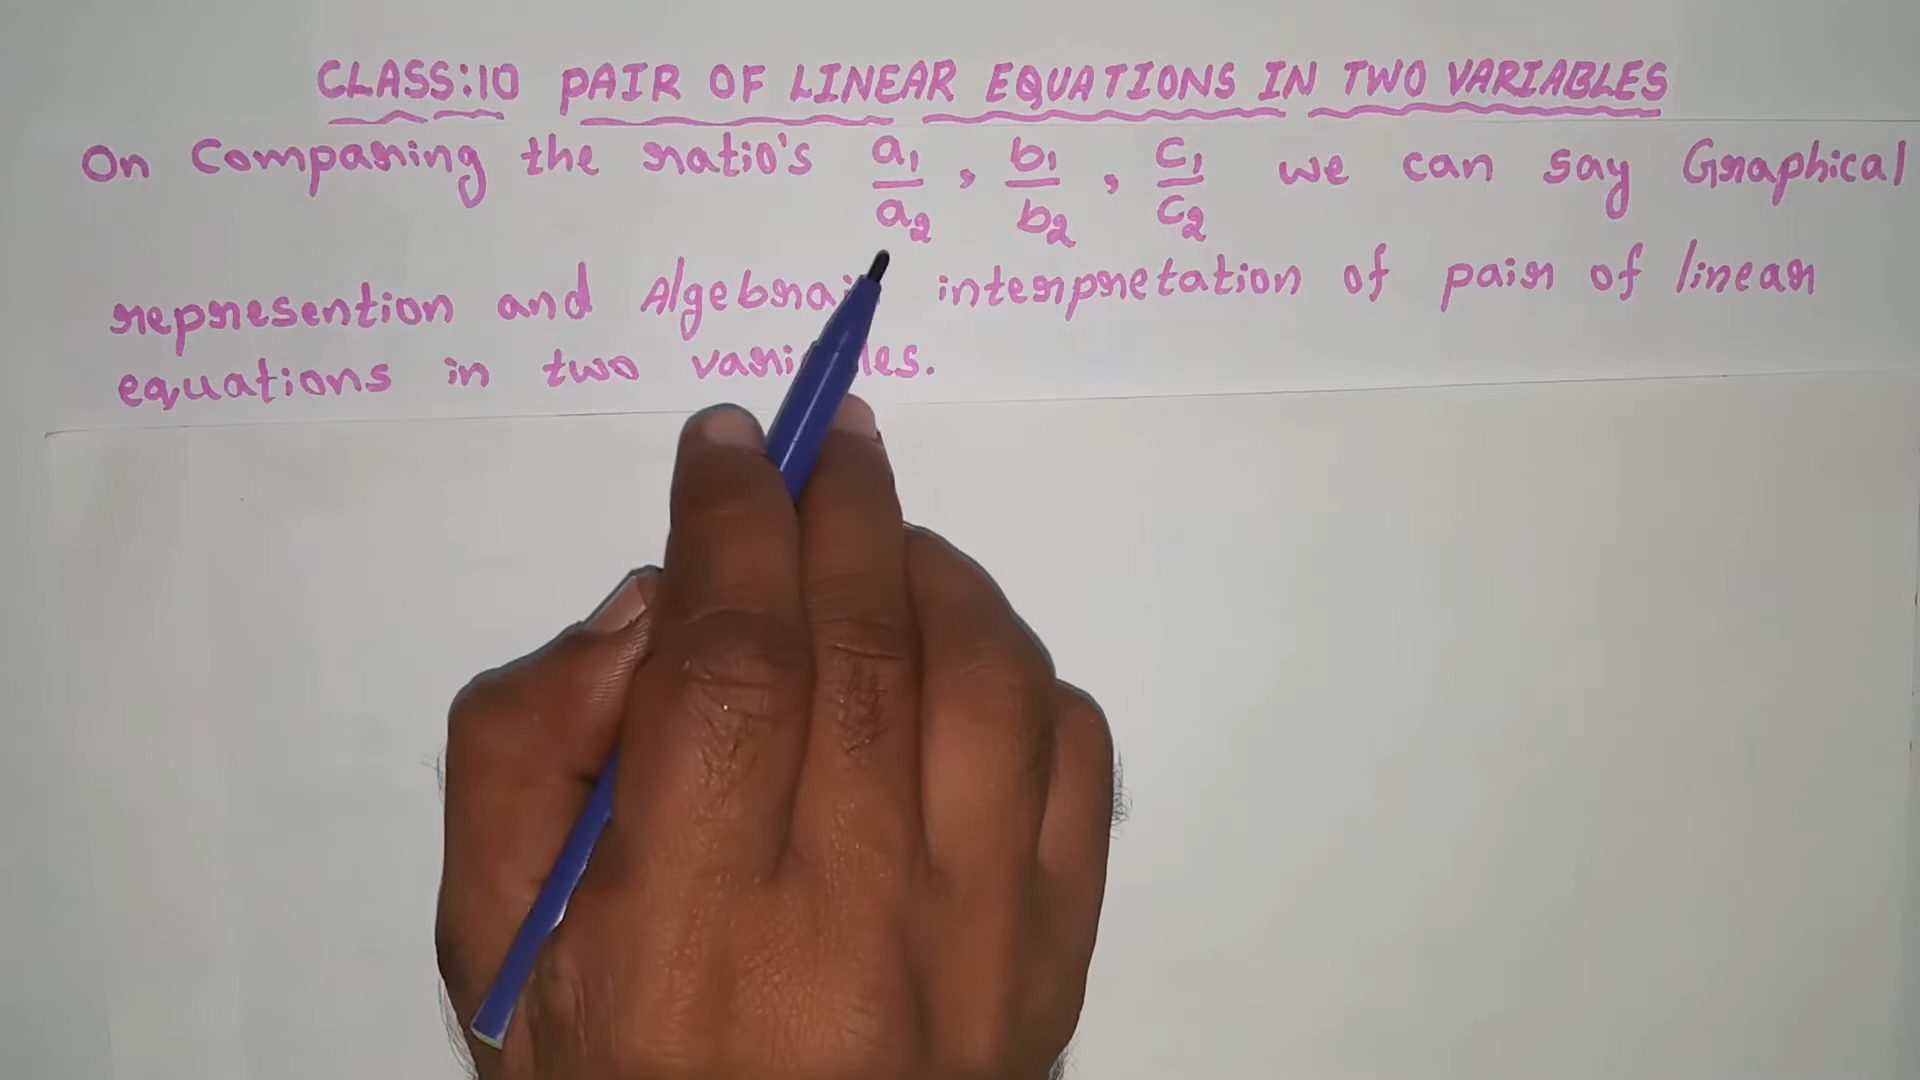 CLASS:10 PAIR OF LINEAR EQUATIONS IN TWO VARIABLES
On Comparing the ratio's a₁/a₂ , b₁/b₂ , c₁/c₂ we can say Graphical
represention and interpretation of pair of linear
equations in two